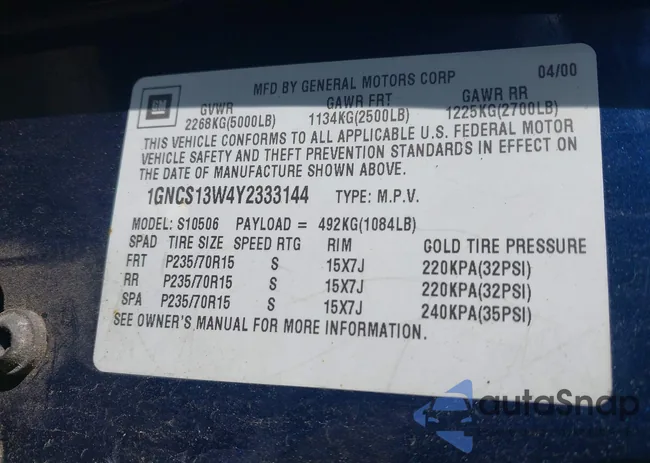 GM
MFD BY GENERAL MOTORS CORP 04/00
GVWR GAWR FRT GAWR RR
2268KG(5000LB) 1134KG(2500LB) 1225KG(2700LB)
THIS VEHICLE CONFORMS TO ALL APPLICABLE U.S. FEDERAL MOTOR
VEHICLE SAFETY AND THEFT PREVENTION STANDARDS IN EFFECT ON
THE DATE OF MANUFACTURE SHOWN ABOVE.
1GNCS13W4Y2333144 TYPE: M.P.V.
MODEL: S10506 PAYLOAD = 492KG(1084LB)
SPAD TIRE SIZE SPEED RTG RIM GOLD TIRE PRESSURE
FRT P235/70R15 S 15X7J 220KPA(32PSI)
RR P235/70R15 S 15X7J 220KPA(32PSI)
SPA P235/70R15 S 15X7J 240KPA(35PSI)
SEE OWNER'S MANUAL FOR MORE INFORMATION.
autoSnap